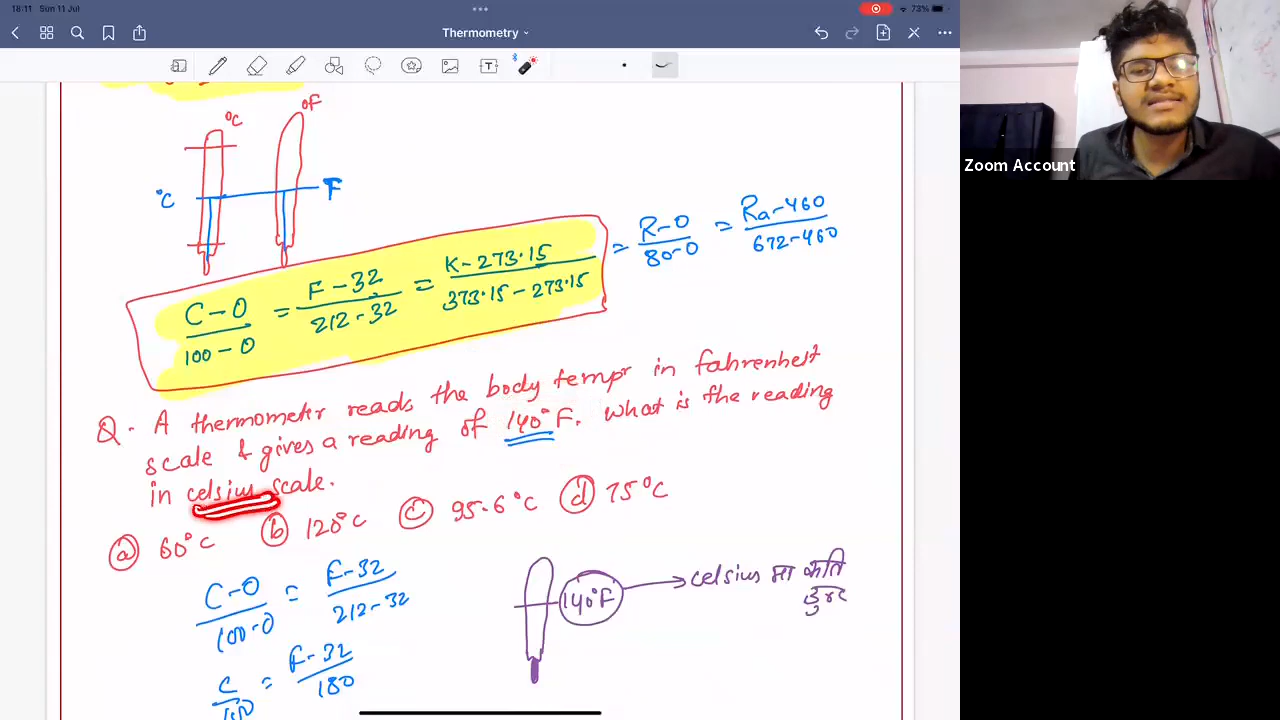 18:11 Sun 11 Jul
73%
Thermometry
°C
°F
°C
F
C-0/100-0 = F-32/212-32 = K-273.15/373.15-273.15 = R-0/80-0 = Ra-460/672-460
Q. A thermometer reads the body tempr in fahrenheit
scale & gives a reading of 140°F. What is the reading
in celsius scale.
(a) 60°C (b) 120°C (c) 95.6°C (d) 75°C
C-0/100-0 = F-32/212-32
C/100 = F-32/180
140°F → celsius मा कति
Zoom Account